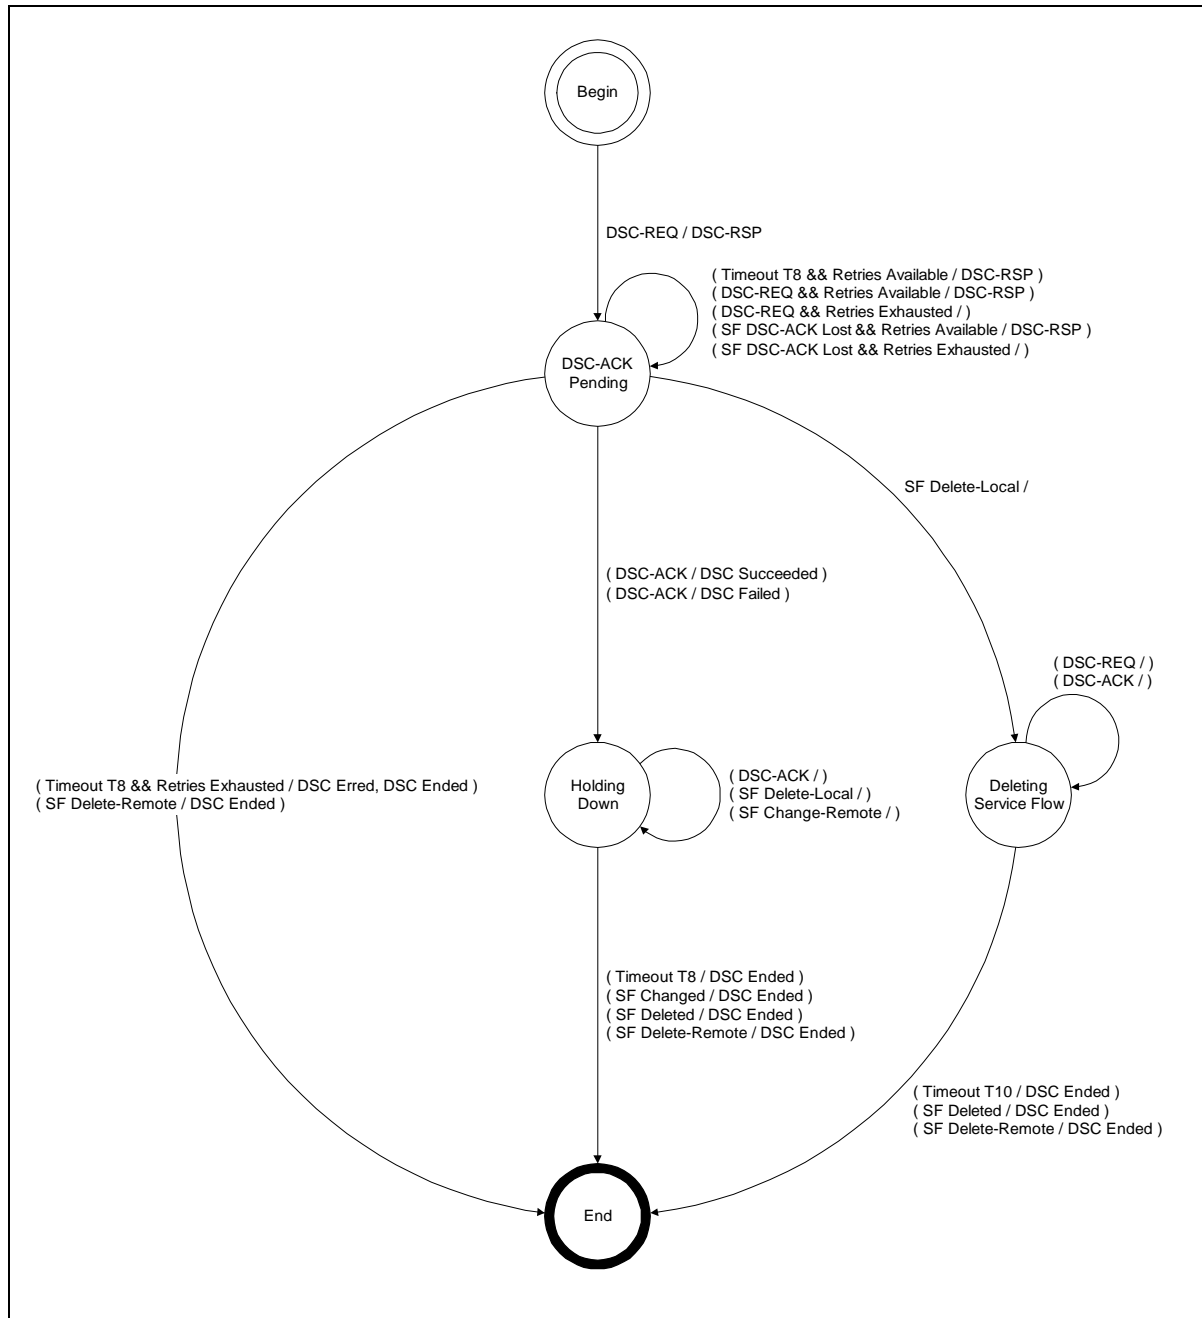 Begin
DSC-REQ / DSC-RSP
( Timeout T8 && Retries Available / DSC-RSP )
( DSC-REQ && Retries Available / DSC-RSP )
( DSC-REQ && Retries Exhausted / )
( SF DSC-ACK Lost && Retries Available / DSC-RSP )
( SF DSC-ACK Lost && Retries Exhausted / )
DSC-ACK
Pending
SF Delete-Local /
( DSC-ACK / DSC Succeeded )
( DSC-ACK / DSC Failed )
( DSC-REQ / )
( DSC-ACK / )
( Timeout T8 && Retries Exhausted / DSC Erred, DSC Ended )
( SF Delete-Remote / DSC Ended )
Holding
Down
( DSC-ACK / )
( SF Delete-Local / )
( SF Change-Remote / )
Deleting
Service Flow
( Timeout T8 / DSC Ended )
( SF Changed / DSC Ended )
( SF Deleted / DSC Ended )
( SF Delete-Remote / DSC Ended )
( Timeout T10 / DSC Ended )
( SF Deleted / DSC Ended )
( SF Delete-Remote / DSC Ended )
End